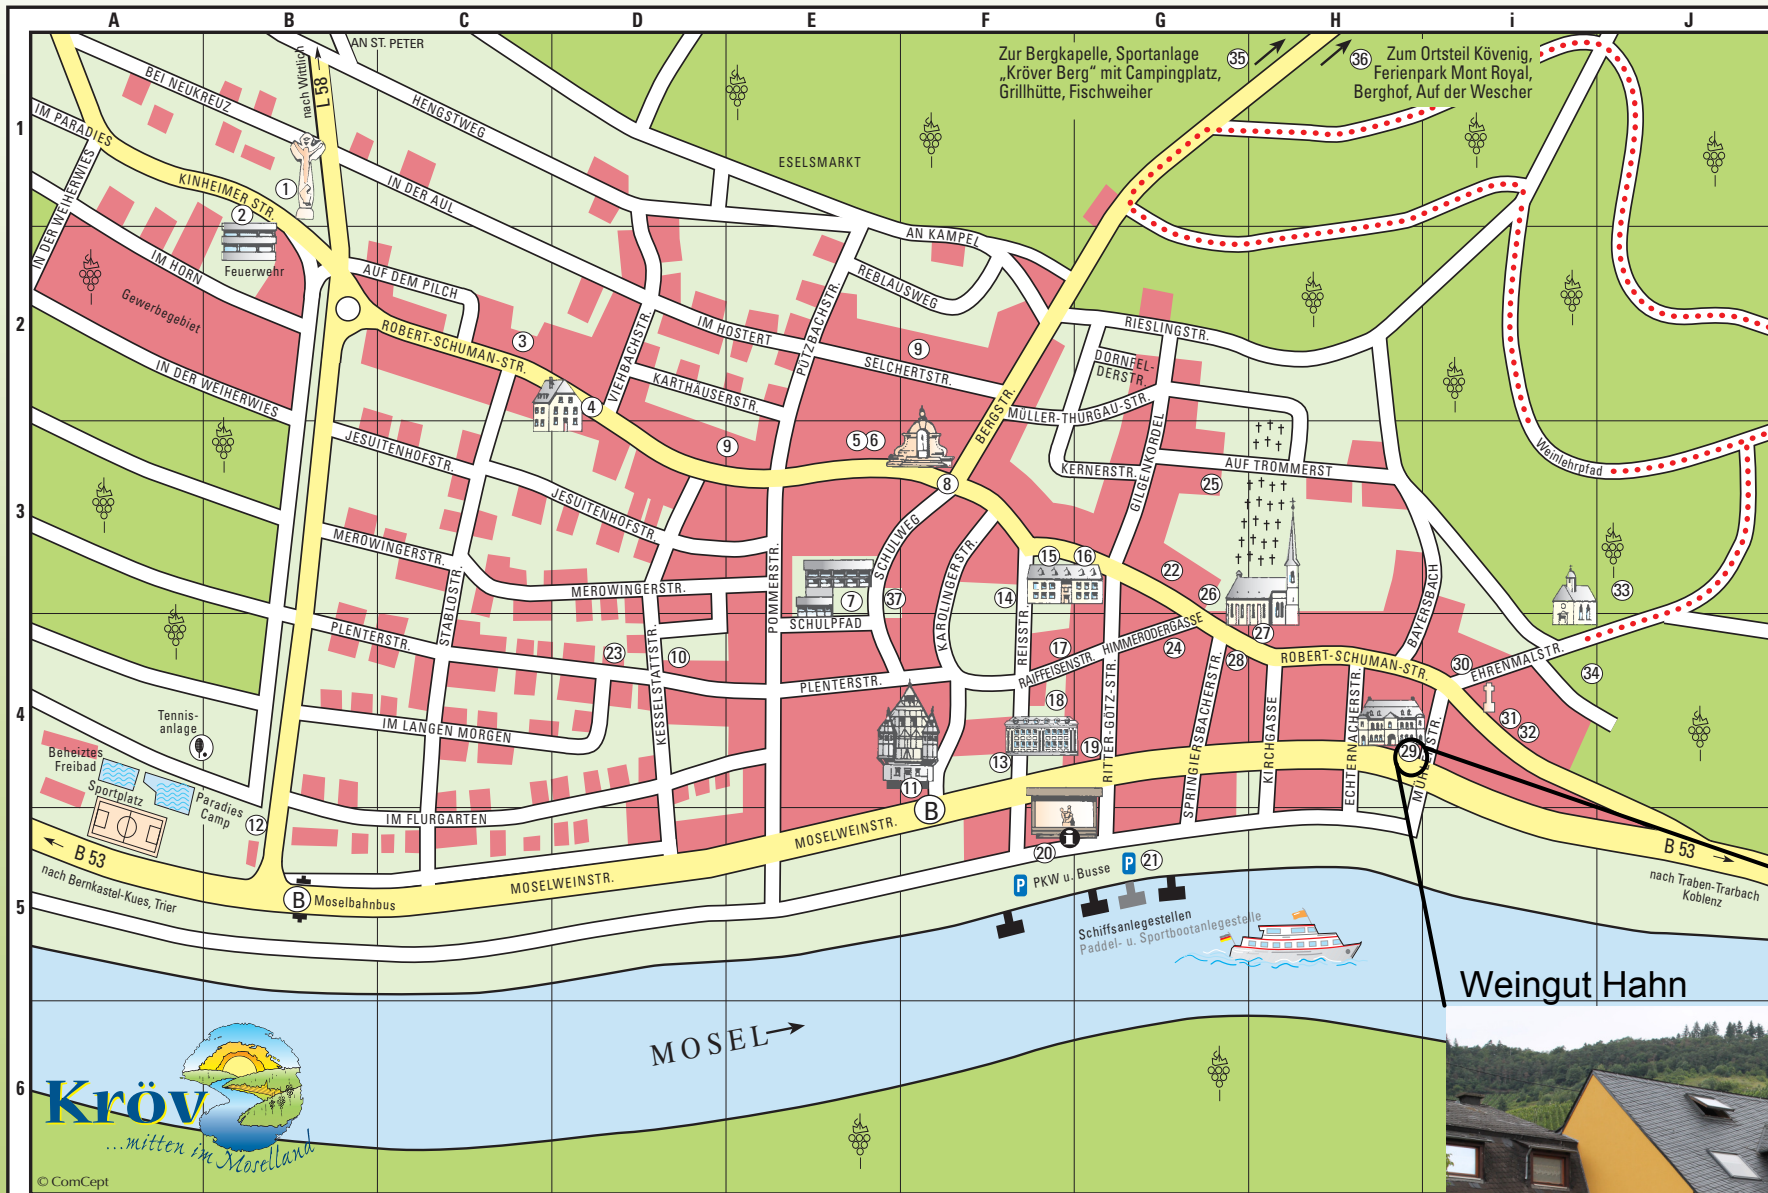 A B C D E F G H i J
1
2
3
4
5
6
AN ST. PETER
nach Wittlich
L 58
BEI NEUKREUZ
HENGSTWEG
IM PARADIES
IN DER WEIHERWIES
KINHEIMER STR.
IN DER AUL
ESELSMARKT
Zur Bergkapelle, Sportanlage
„Kröver Berg“ mit Campingplatz,
Grillhütte, Fischweiher
35
36
Zum Ortsteil Kövenig,
Ferienpark Mont Royal,
Berghof, Auf der Wescher
1
2
Feuerwehr
IM HORN
Gewerbegebiet
AUF DEM PILCH
AN KAMPEL
REBLAUSWEG
ROBERT-SCHUMAN-STR.
3
VIEHBACHSTR.
IM HOSTERT
PÜTZBACHSTR.
9
SELCHERTSTR.
KARTHÄUSERSTR.
4
IN DER WEIHERWIES
RIESLINGSTR.
DORNFEL-
DERSTR.
MÜLLER-THURGAU-STR.
BERGSTR.
KERNERSTR.
GILGENKORDEL
AUF TROMMERST
25
Weinlehrpfad
JESUITENHOFSTR.
JESUITENHOFSTR.
9
5
6
8
MEROWINGERSTR.
MEROWINGERSTR.
STABLOSTR.
POMMERSTR.
SCHULWEG
7
37
SCHULPFAD
KAROLINGERSTR.
14
15
16
22
26
27
28
BAYERSBACH
33
34
PLENTERSTR.
23
10
KESSELSTATTSTR.
PLENTERSTR.
REISSTR.
17
RAIFFEISENSTR.
HIMMERODERGASSE
24
ROBERT-SCHUMAN-STR.
30
EHRENMALSTR.
31
32
18
19
13
11
B
RITTER-GÖTZ-STR.
SPRINGIERSBACHERSTR.
KIRCHGASSE
ECHTERNACHERSTR.
29
MÜHLENSTR.
IM LANGEN MORGEN
Tennis-
anlage
Beheiztes
Freibad
Sportplatz
Paradies
Camp
12
IM FLURGARTEN
MOSELWEINSTR.
MOSELWEINSTR.
B 53
nach Bernkastel-Kues, Trier
B
Moselbahnbus
i
20
P
PKW u. Busse
P
21
B 53
nach Traben-Trarbach
Koblenz
Schiffsanlegestellen
Paddel- u. Sportbootanlegestelle
Weingut Hahn
MOSEL
Kröv
...mitten im Moselland
© ComCept